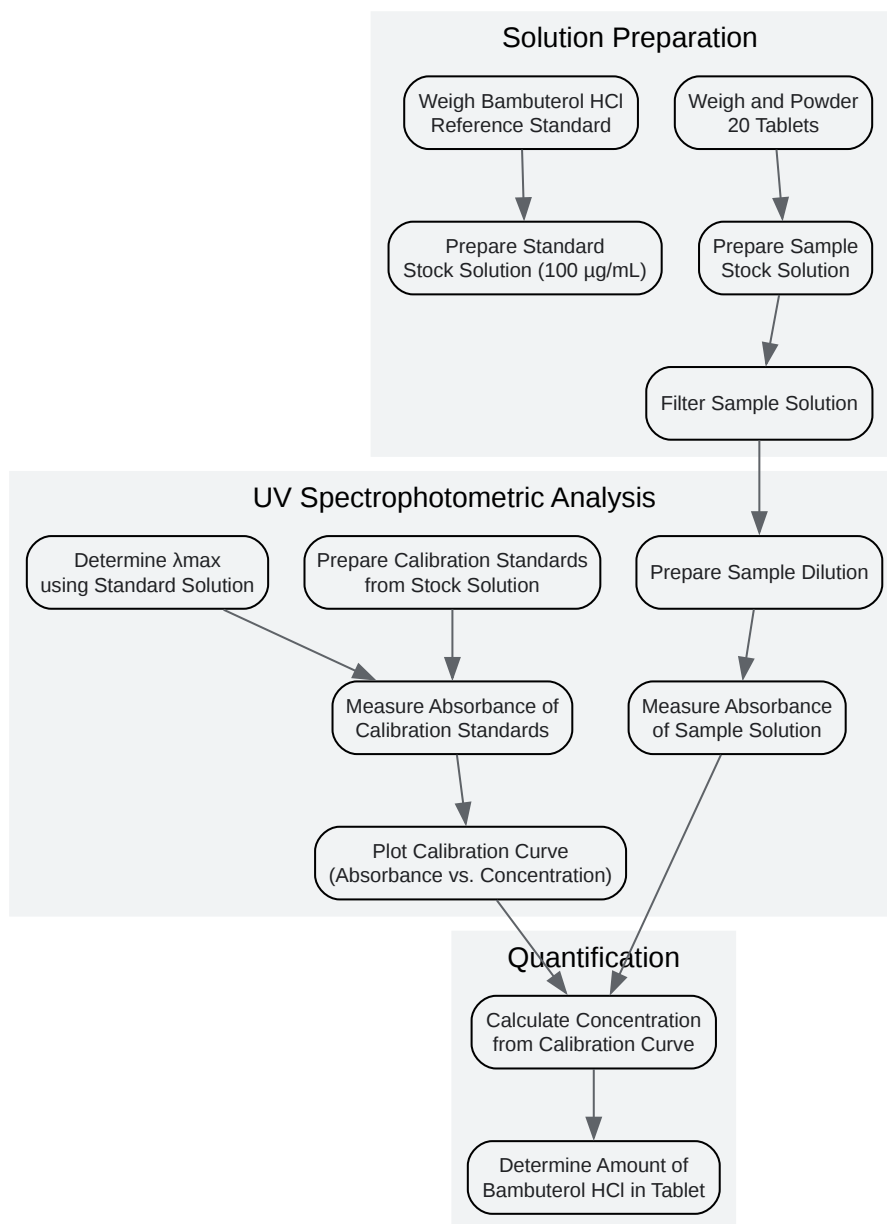 Solution Preparation
Weigh Bambuterol HCl
Reference Standard
Weigh and Powder
20 Tablets
Prepare Standard
Stock Solution (100 µg/mL)
Prepare Sample
Stock Solution
Filter Sample Solution
UV Spectrophotometric Analysis
Determine λmax
using Standard Solution
Prepare Calibration Standards
from Stock Solution
Prepare Sample Dilution
Measure Absorbance of
Calibration Standards
Measure Absorbance
of Sample Solution
Plot Calibration Curve
(Absorbance vs. Concentration)
Quantification
Calculate Concentration
from Calibration Curve
Determine Amount of
Bambuterol HCl in Tablet